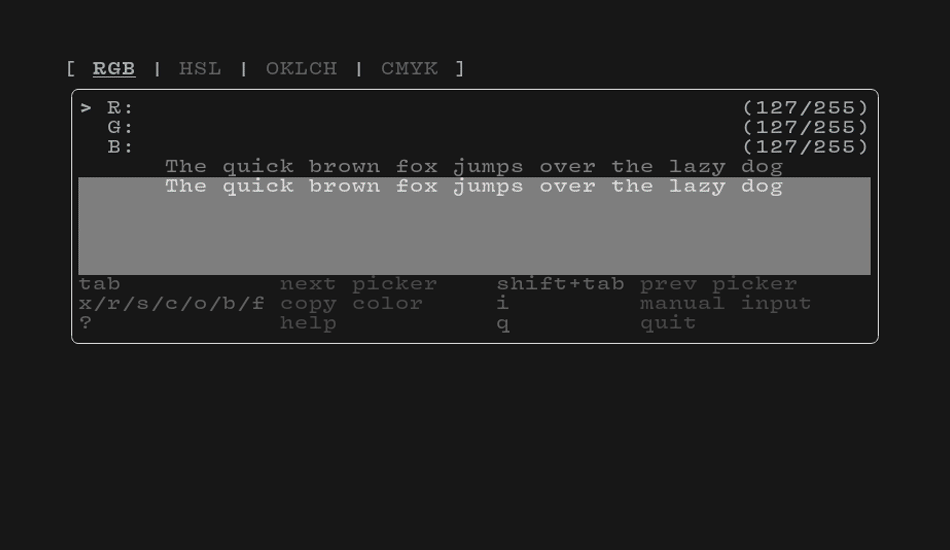 [ RGB | HSL | OKLCH | CMYK ]
> R: (127/255)
G: (127/255)
B: (127/255)
The quick brown fox jumps over the lazy dog
The quick brown fox jumps over the lazy dog
tab next picker shift+tab prev picker
x/r/s/c/o/b/f copy color i manual input
? help q quit